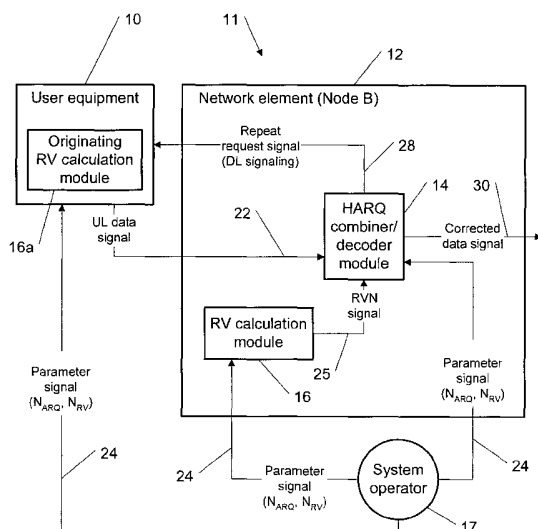 10
11
12
User equipment
Network element (Node B)
Originating
RV calculation
module
16a
Repeat
request signal
(DL signaling)
28
14
30
UL data
signal
22
HARQ
combiner/
decoder
module
Corrected
data signal
RVN
signal
RV calculation
module
25
16
Parameter
signal
(N_ARQ, N_RV)
Parameter
signal
(N_ARQ, N_RV)
24
24
Parameter
signal
(N_ARQ, N_RV)
System
operator
24
17